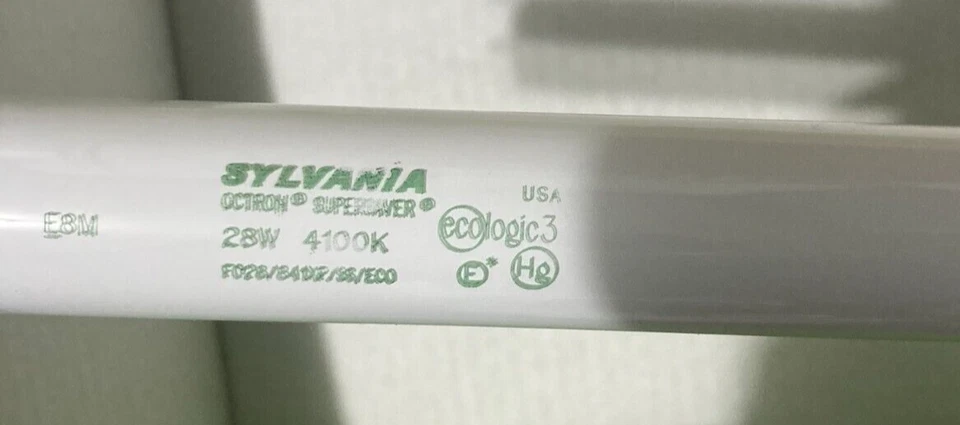 E8M
SYLVANIA
OCTRON® SUPERSAVER®
28W 4100K
FO28/841XP/SS/ECO
USA
ecologic3
E* Hg